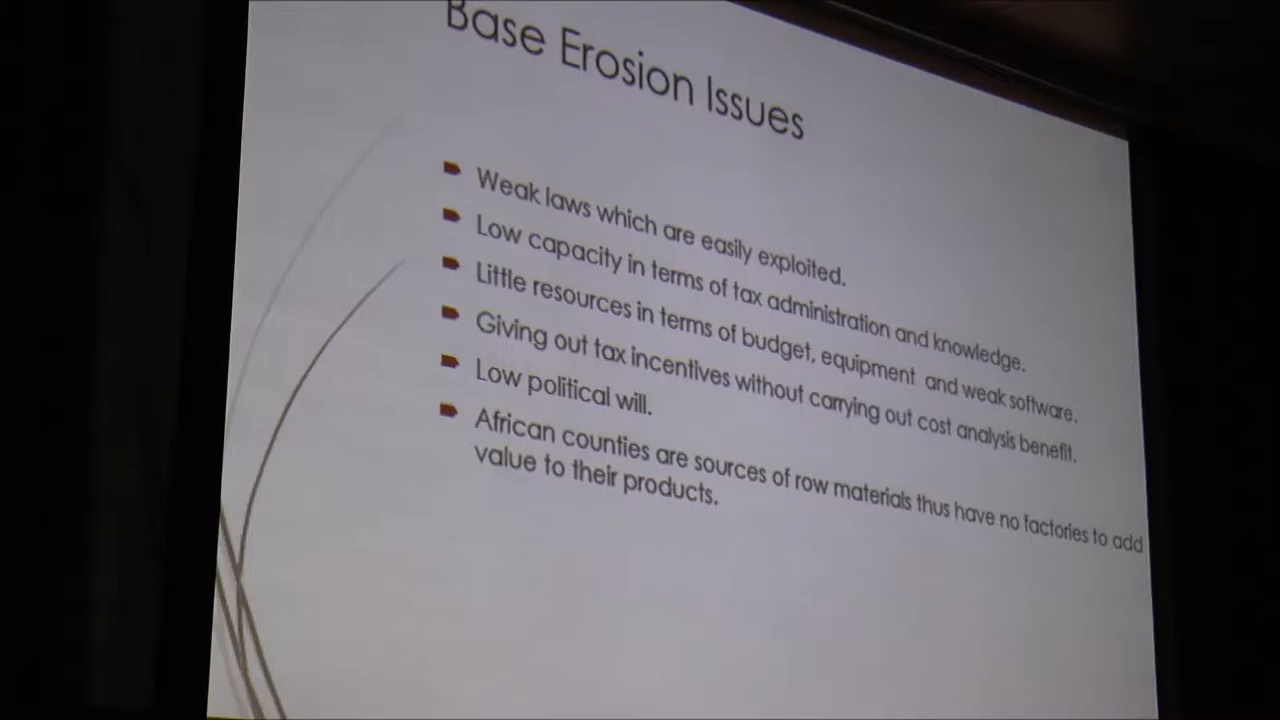 Base Erosion Issues
Weak laws which are easily exploited.
Low capacity in terms of tax administration and knowledge.
Little resources in terms of budget, equipment and weak software.
Giving out tax incentives without carrying out cost analysis benefit.
Low political will.
African counties are sources of row materials thus have no factories to add
value to their products.